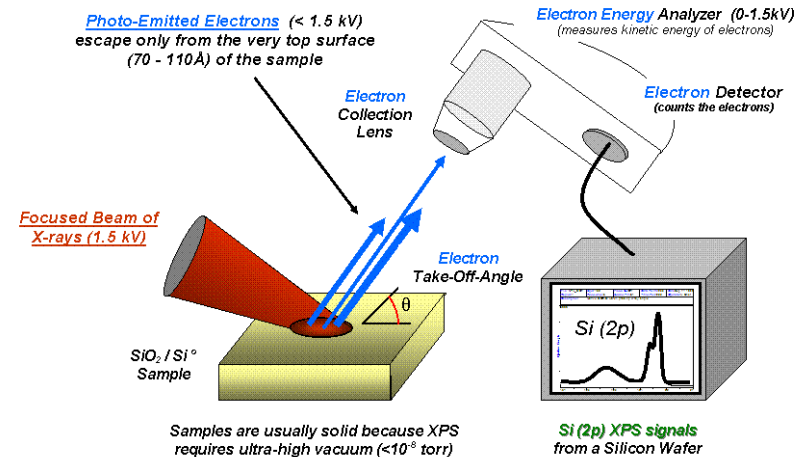 Photo-Emitted Electrons (< 1.5 kV)
escape only from the very top surface
(70 - 110Å) of the sample
Electron Energy Analyzer (0-1.5kV)
(measures kinetic energy of electrons)
Electron
Collection
Lens
Electron Detector
(counts the electrons)
Focused Beam of
X-rays (1.5 kV)
Electron
Take-Off-Angle
θ
Si (2p)
SiO₂ / Si°
Sample
Samples are usually solid because XPS
requires ultra-high vacuum (<10⁻⁸ torr)
Si (2p) XPS signals
from a Silicon Wafer